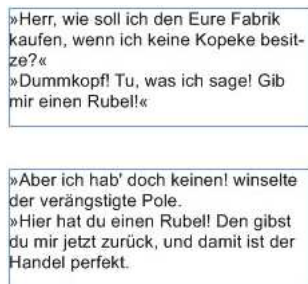 »Herr, wie soll ich den Eure Fabrik
kaufen, wenn ich keine Kopeke besit-
ze?«
»Dummkopf! Tu, was ich sage! Gib
mir einen Rubel!«
»Aber ich hab' doch keinen! winselte
der verängstigte Pole.
»Hier hat du einen Rubel! Den gibst
du mir jetzt zurück, und damit ist der
Handel perfekt.